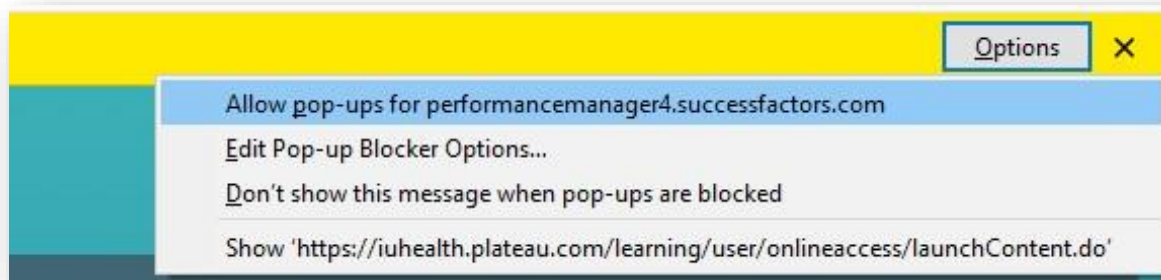 Options
Allow pop-ups for performancemanager4.successfactors.com
Edit Pop-up Blocker Options...
Don't show this message when pop-ups are blocked
Show 'https://iuhealth.plateau.com/learning/user/onlineaccess/launchContent.do'